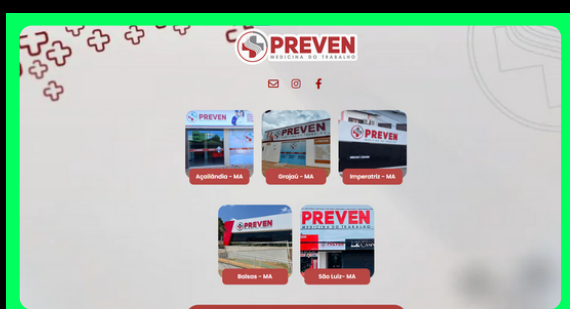 PREVEN
MEDICINA DO TRABALHO
PREVEN
PREVEN
PREVEN
Açailândia - MA
Grajaú - MA
Imperatriz - MA
PREVEN
PREVEN
MEDICINA DO TRABALHO
Balsas - MA
São Luís- MA